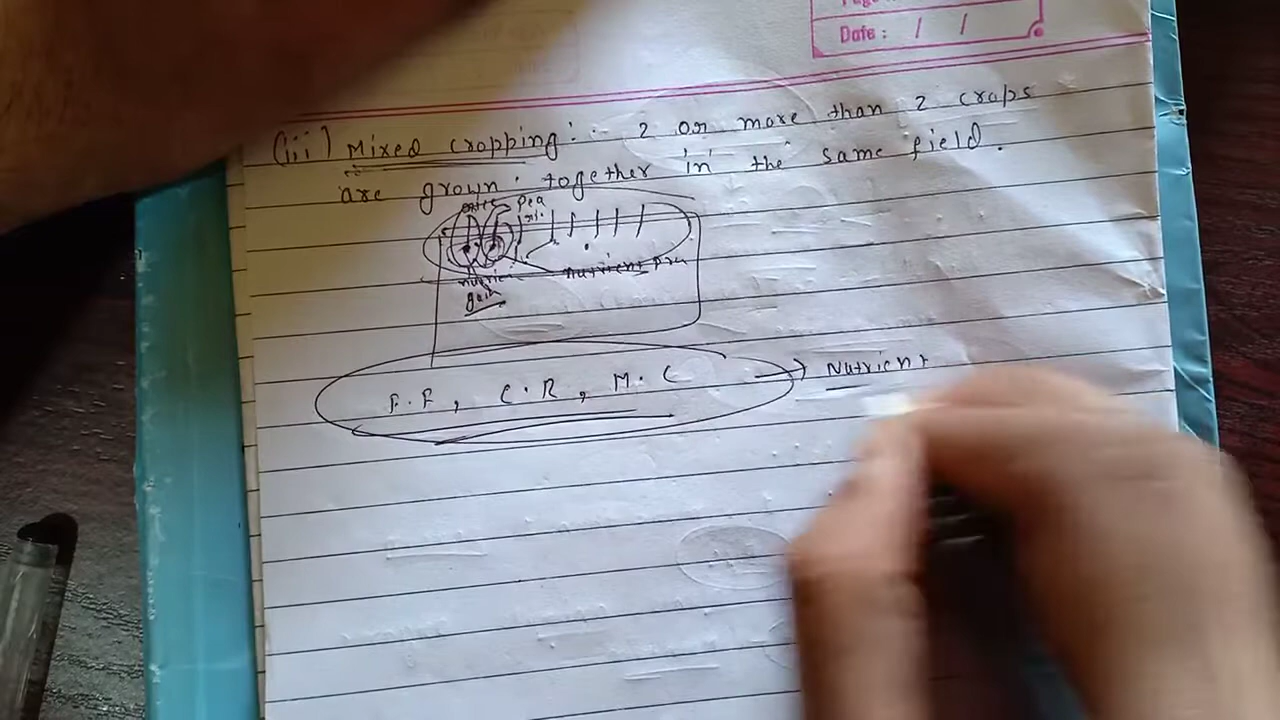 Date : / /
(iii) Mixed cropping :- 2 or more than 2 crops
are grown together in the same field.
pea
nutrient
gain
F.F, C.R, M.C → Nutrient